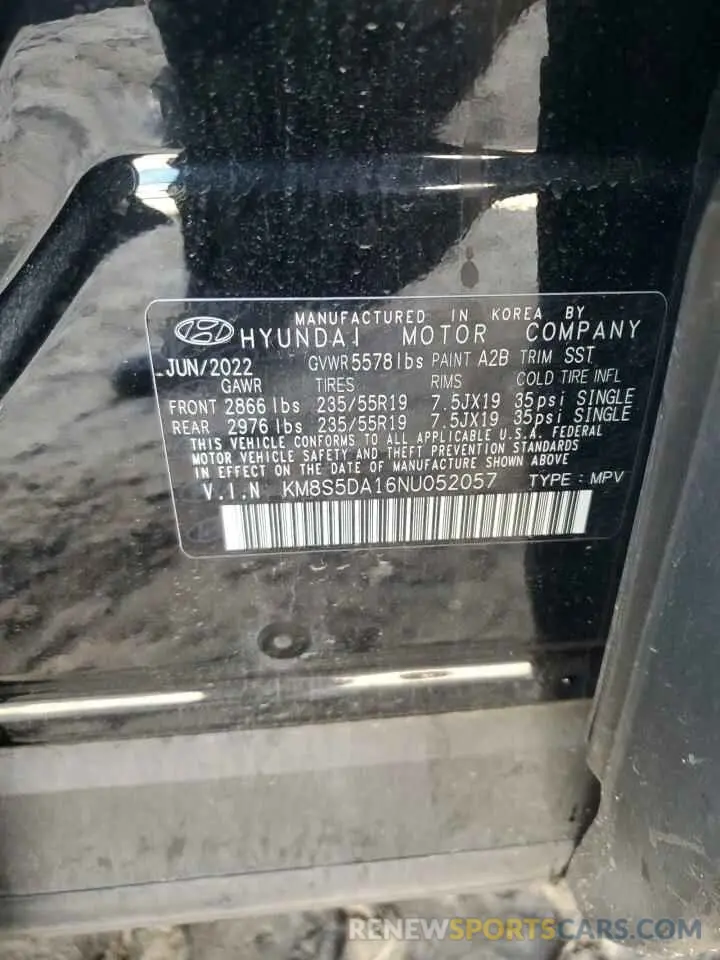 MANUFACTURED IN KOREA BY
HYUNDAI MOTOR COMPANY
JUN/2022 GVWR 5578lbs PAINT A2B TRIM SST
GAWR TIRES RIMS COLD TIRE INFL
FRONT 2866 lbs 235/55R19 7.5JX19 35psi SINGLE
REAR 2976 lbs 235/55R19 7.5JX19 35psi SINGLE
THIS VEHICLE CONFORMS TO ALL APPLICABLE U.S.A. FEDERAL
MOTOR VEHICLE SAFETY AND THEFT PREVENTION STANDARDS
IN EFFECT ON THE DATE OF MANUFACTURE SHOWN ABOVE
V.I.N KM8S5DA16NU052057 TYPE : MPV
RENEWSPORTCARS.COM